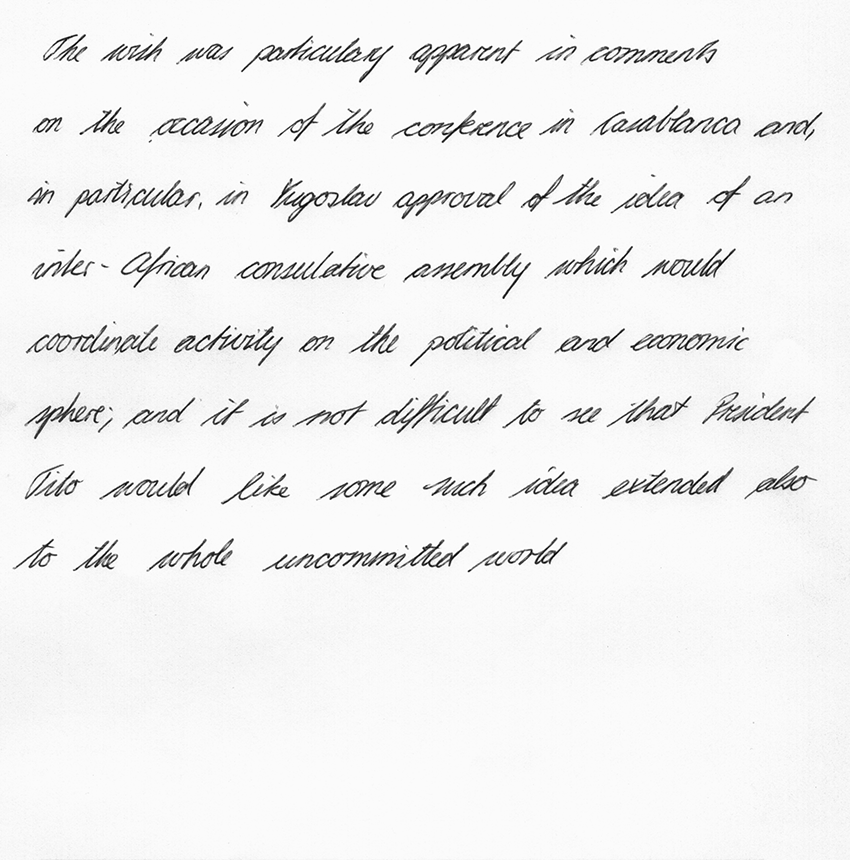 The wish was particulary apparent in comments
on the occasion of the conference in Casablanca and,
in particular, in Yugoslav approval of the idea of an
inter- African consulative assembly which would
coordinate activity on the political and economic
sphere; and it is not difficult to see that President
Tito would like some such idea extended also
to the whole uncommitted world